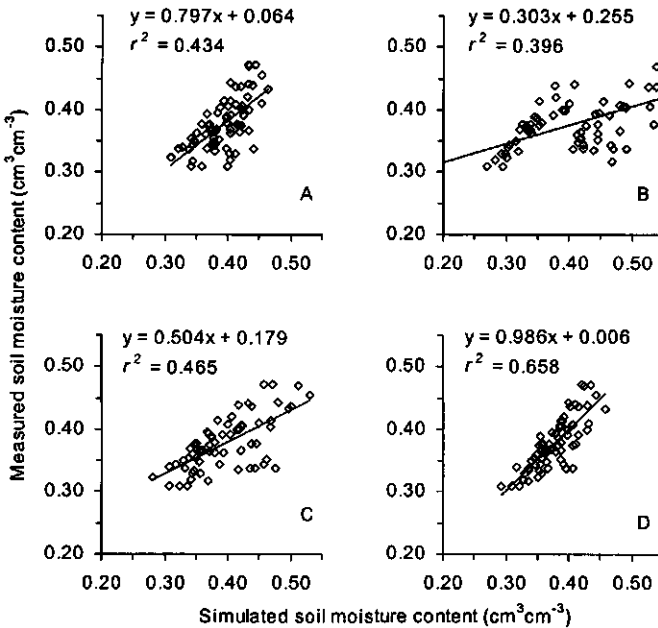 y = 0.797x + 0.064
r² = 0.434
y = 0.303x + 0.255
r² = 0.396
0.50
0.40
0.30
0.20
A
0.20 0.30 0.40 0.50
0.50
0.40
0.30
0.20
B
0.20 0.30 0.40 0.50
Measured soil moisture content (cm³cm⁻³)
y = 0.504x + 0.179
r² = 0.465
y = 0.986x + 0.006
r² = 0.658
0.50
0.40
0.30
0.20
C
0.20 0.30 0.40 0.50
0.50
0.40
0.30
0.20
D
0.20 0.30 0.40 0.50
Simulated soil moisture content (cm³cm⁻³)